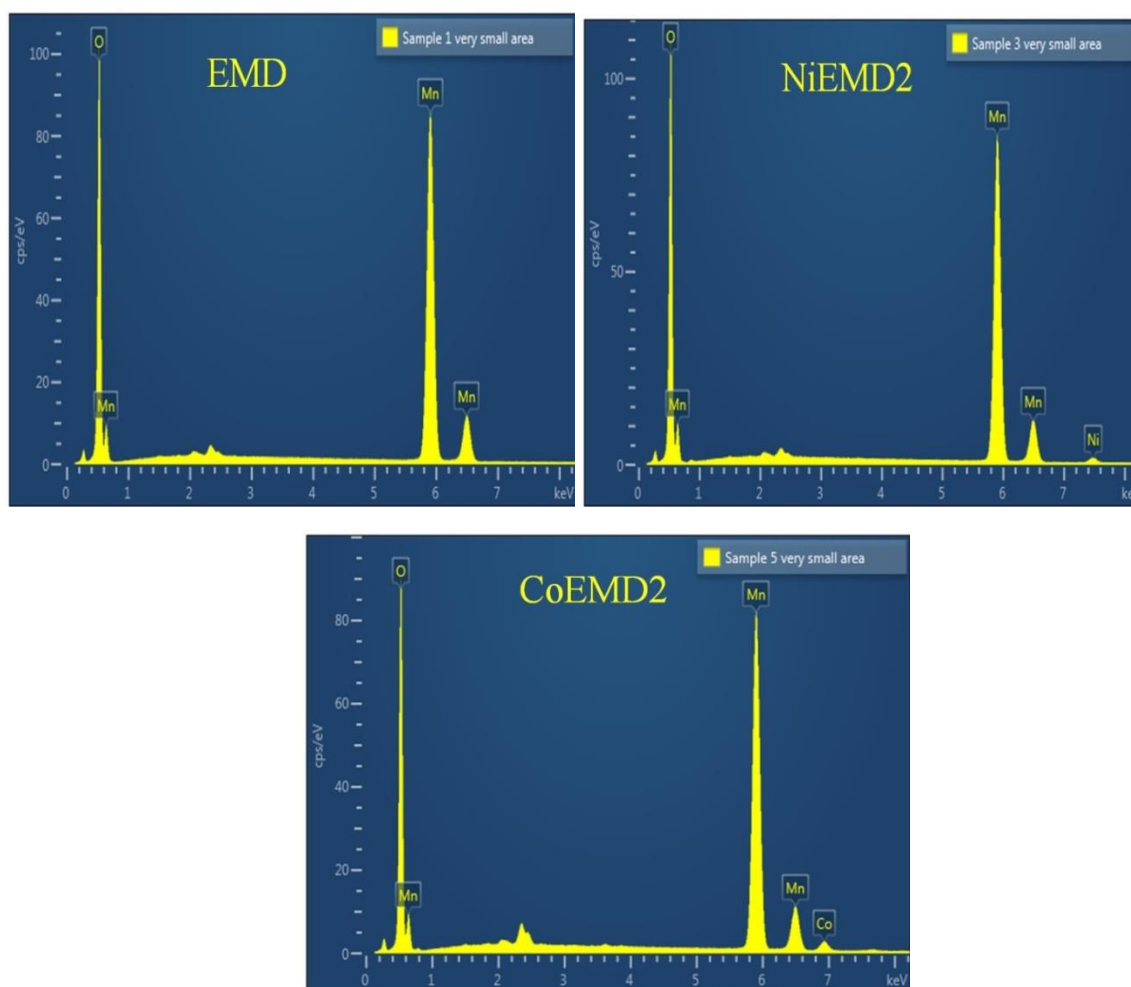 Sample 1 very small area
EMD
O
Mn
Mn
Mn
cps/eV
100
80
60
40
20
0
0 1 2 3 4 5 6 7 keV
Sample 3 very small area
NiEMD2
O
Mn
Mn
Mn
Ni
cps/eV
100
50
0
0 1 2 3 4 5 6 7 keV
Sample 5 very small area
CoEMD2
O
Mn
Mn
Mn
Co
cps/eV
80
60
40
20
0
0 1 2 3 4 5 6 7 keV